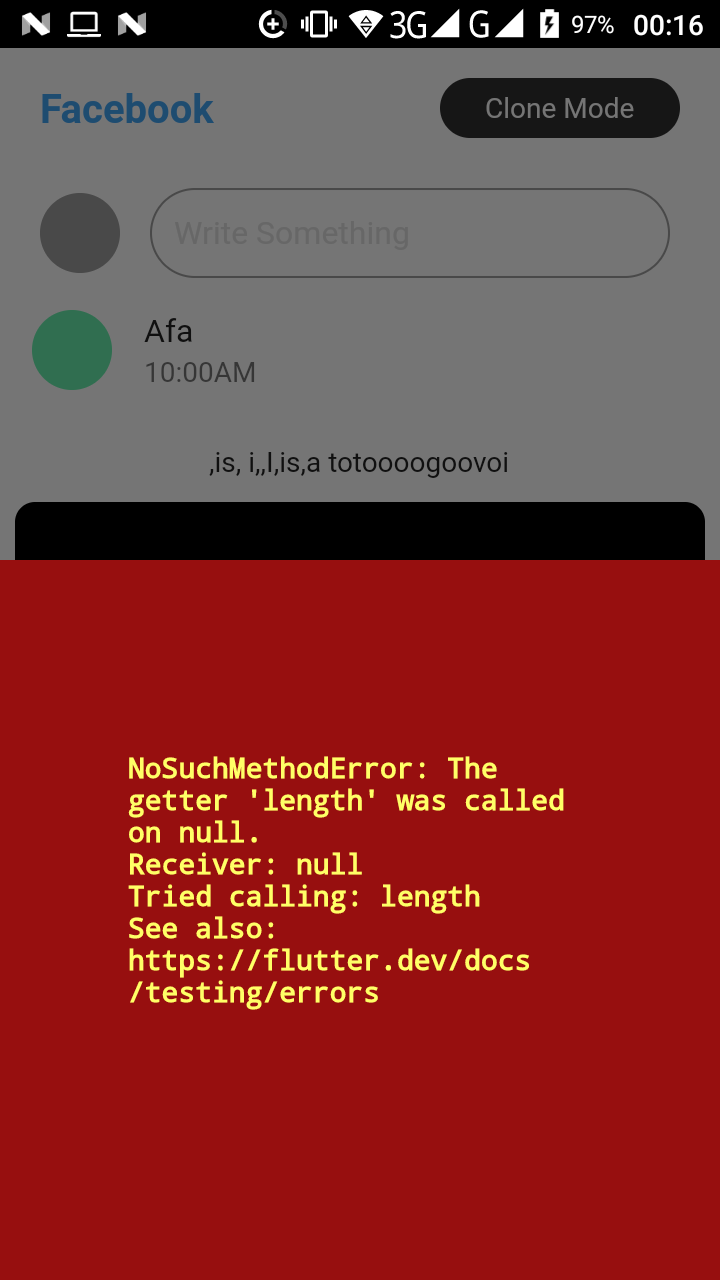 3G G 97% 00:16
Facebook Clone Mode
Write Something
Afa
10:00AM
,is, i,,l,is,a totoooogoovoi
NoSuchMethodError: The
getter 'length' was called
on null.
Receiver: null
Tried calling: length
See also:
https://flutter.dev/docs
/testing/errors